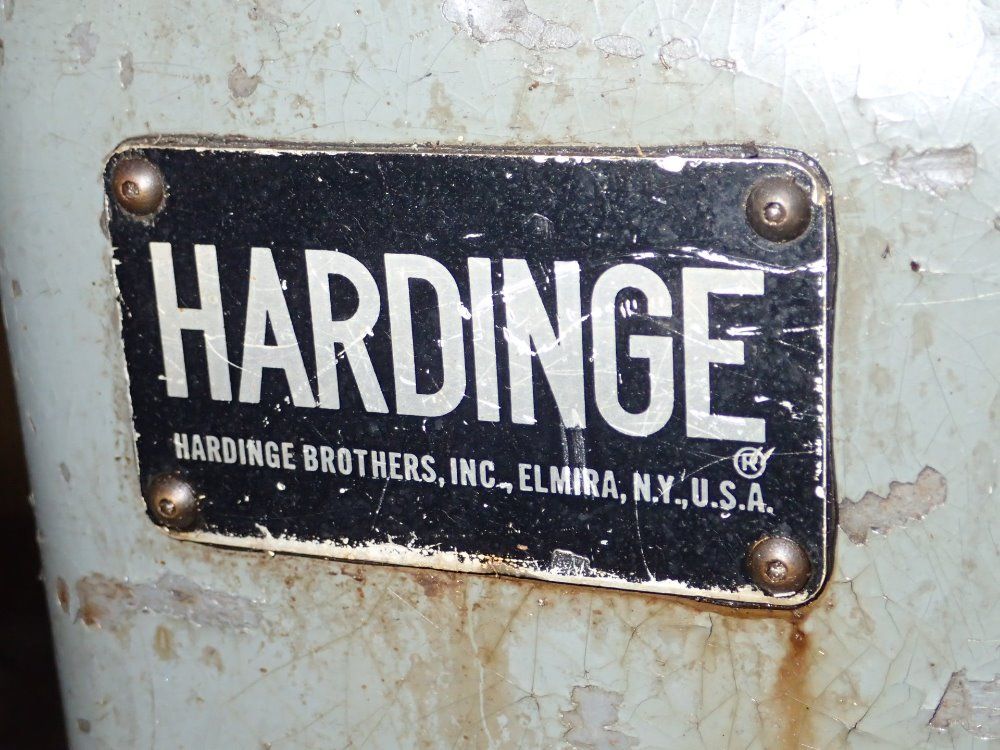 HARDINGE
®
HARDINGE BROTHERS, INC., ELMIRA, N.Y., U.S.A.